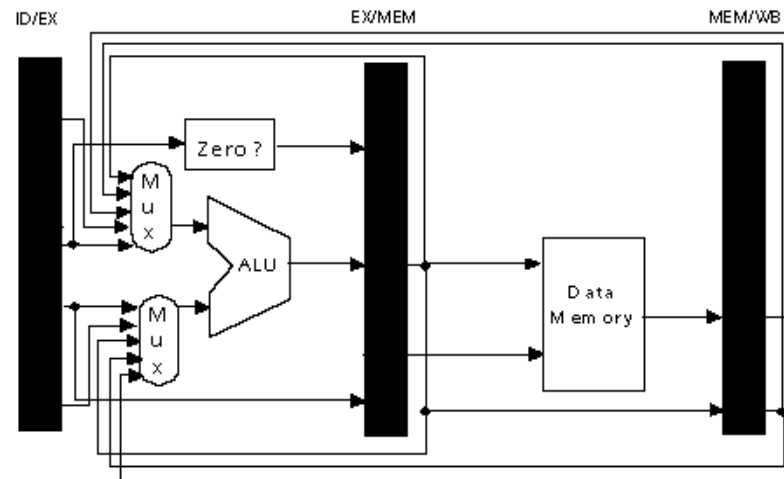 ID/EX
EX/MEM
MEM/WB
Zero ?
M
u
x
ALU
M
u
x
Data
Memory